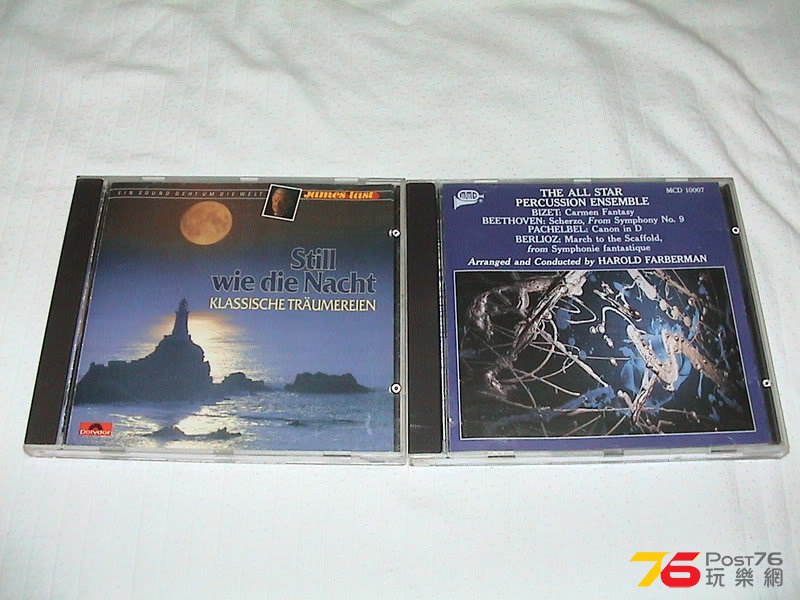 EIN SOUND GEHT UM DIE WELT
James Last
Still
wie die Nacht
KLASSISCHE TRÄUMEREIEN
Polydor
MMG
MCD 10007
THE ALL STAR
PERCUSSION ENSEMBLE
BIZET: Carmen Fantasy
BEETHOVEN: Scherzo, From Symphony No. 9
PACHELBEL: Canon in D
BERLIOZ: March to the Scaffold,
from Symphonie fantastique
Arranged and Conducted by HAROLD FARBERMAN
76 POST76
玩樂網